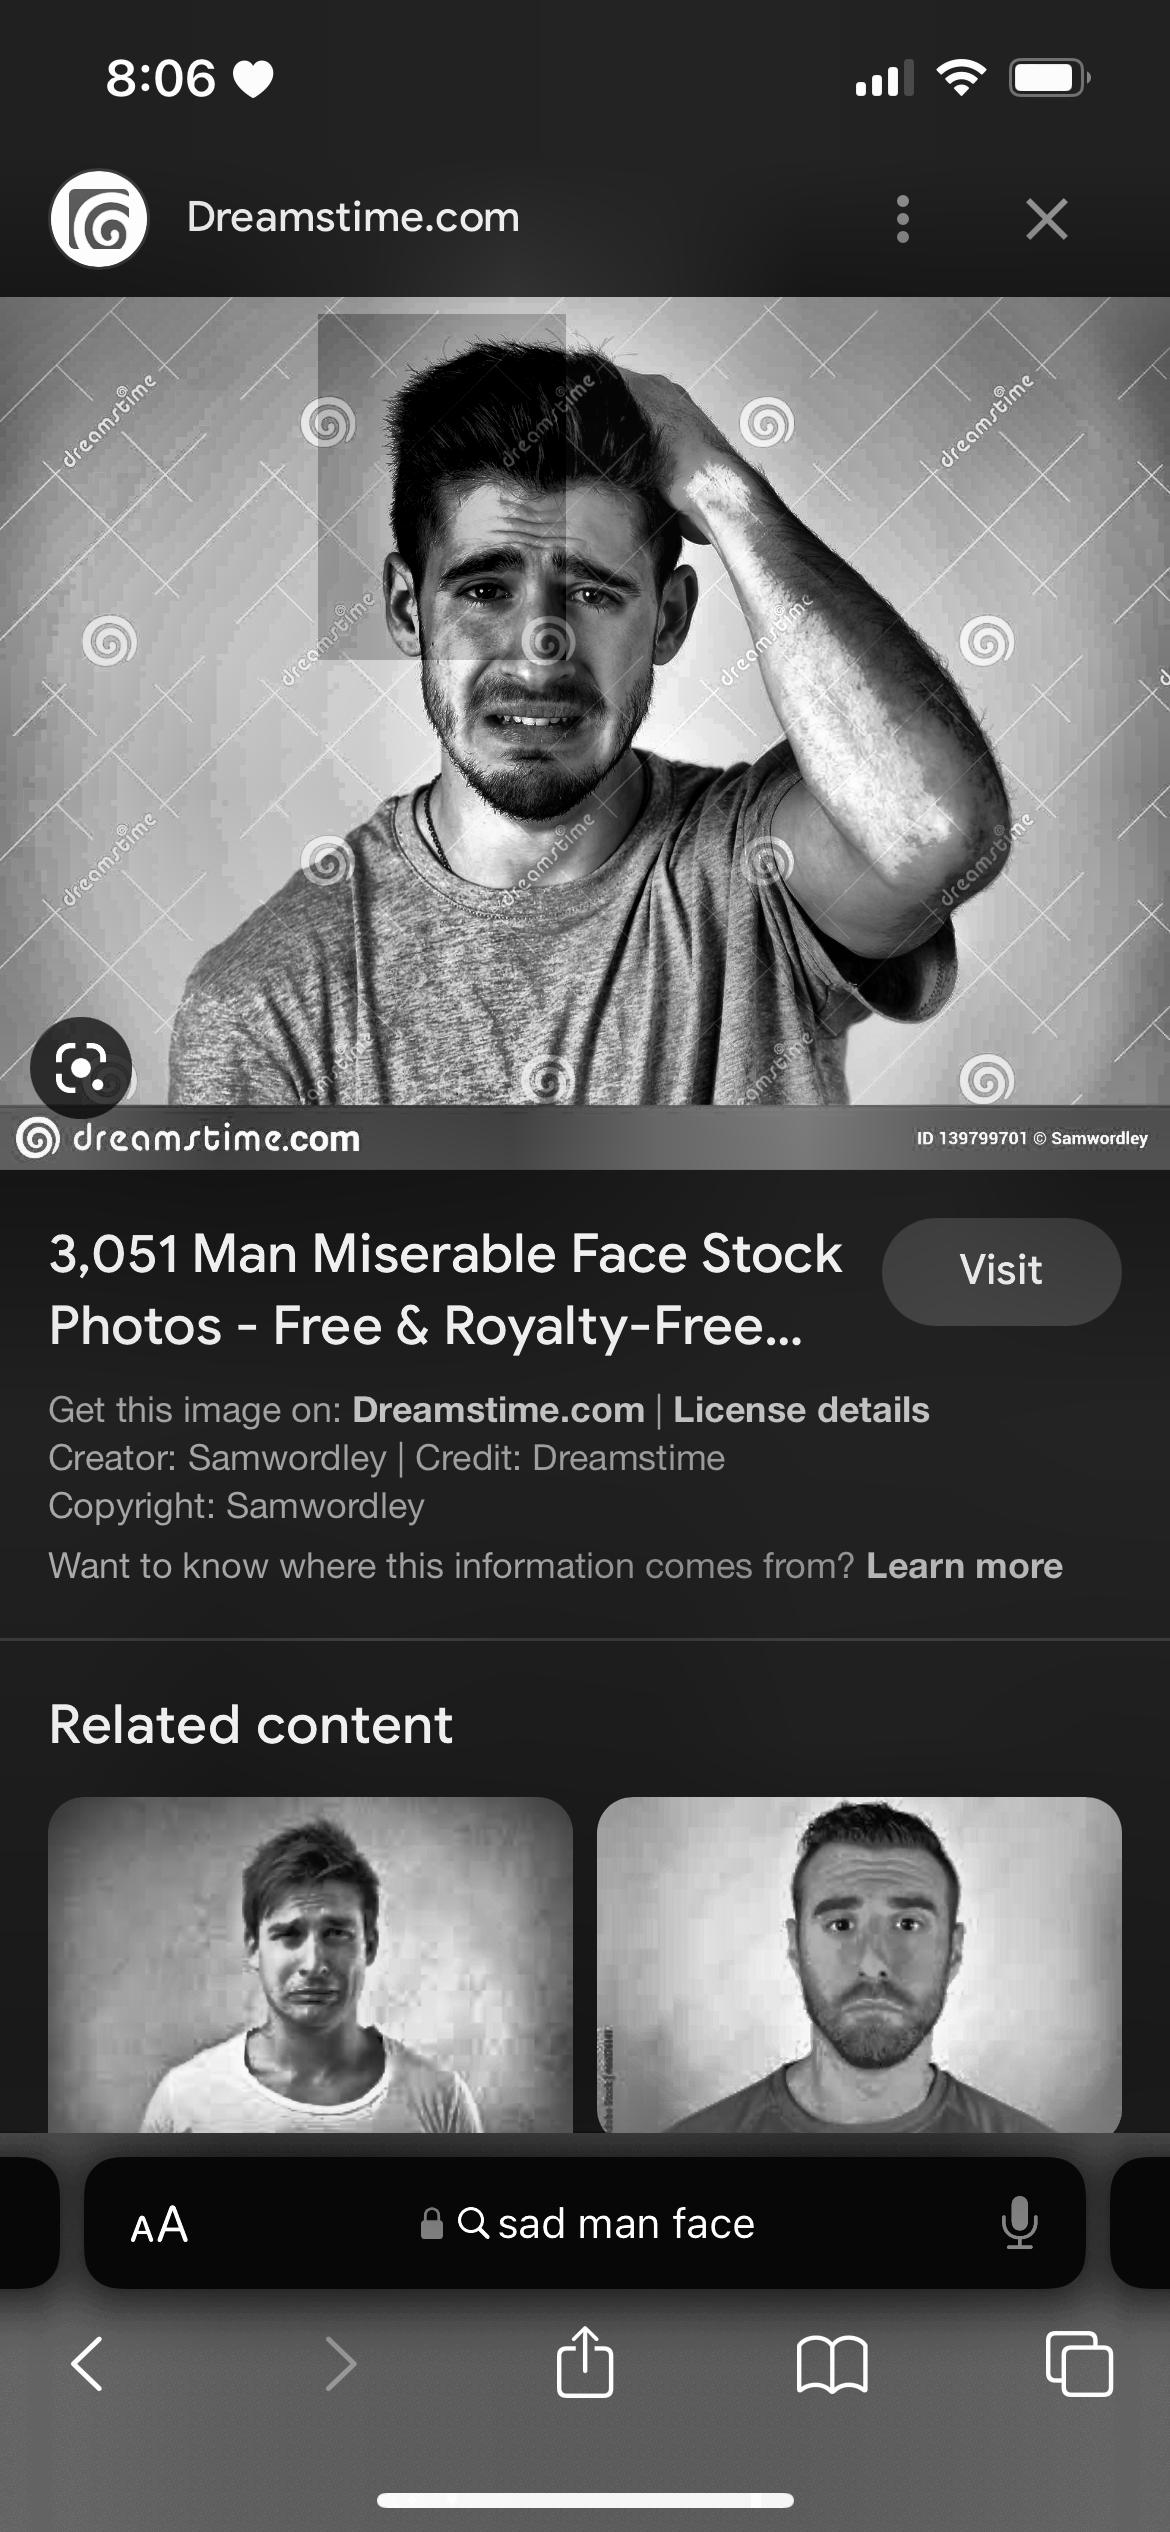 8:06
Dreamstime.com
dreamstime
dreamstime
dreamstime
dreamstime
dreamstime
dreamstime
dreamstime
dreamstime
dreamstime
dreamstime
dreamstime.com
ID 139799701 © Samwordley
3,051 Man Miserable Face Stock
Photos - Free & Royalty-Free...
Visit
Get this image on: Dreamstime.com | License details
Creator: Samwordley | Credit: Dreamstime
Copyright: Samwordley
Want to know where this information comes from? Learn more
Related content
AA
sad man face